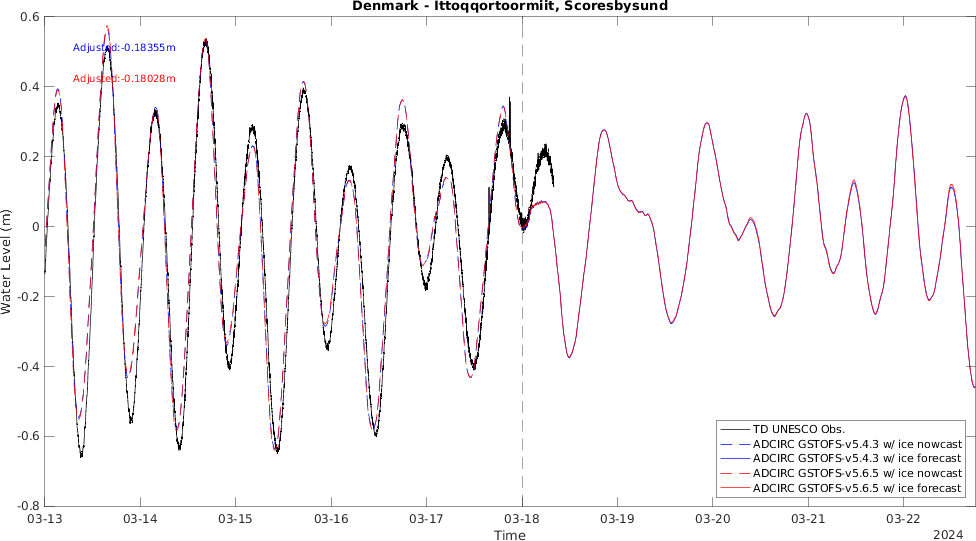 Denmark - Ittoqqortoormiit, Scoresbysund
0.6
0.4
0.2
0
-0.2
-0.4
-0.6
-0.8
Water Level (m)
Adjusted:-0.18355m
Adjusted:-0.18028m
TD UNESCO Obs.
ADCIRC GSTOFS-v5.4.3 w/ ice nowcast
ADCIRC GSTOFS-v5.4.3 w/ ice forecast
ADCIRC GSTOFS-v5.6.5 w/ ice nowcast
ADCIRC GSTOFS-v5.6.5 w/ ice forecast
03-13 03-14 03-15 03-16 03-17 03-18 03-19 03-20 03-21 03-22
Time
2024